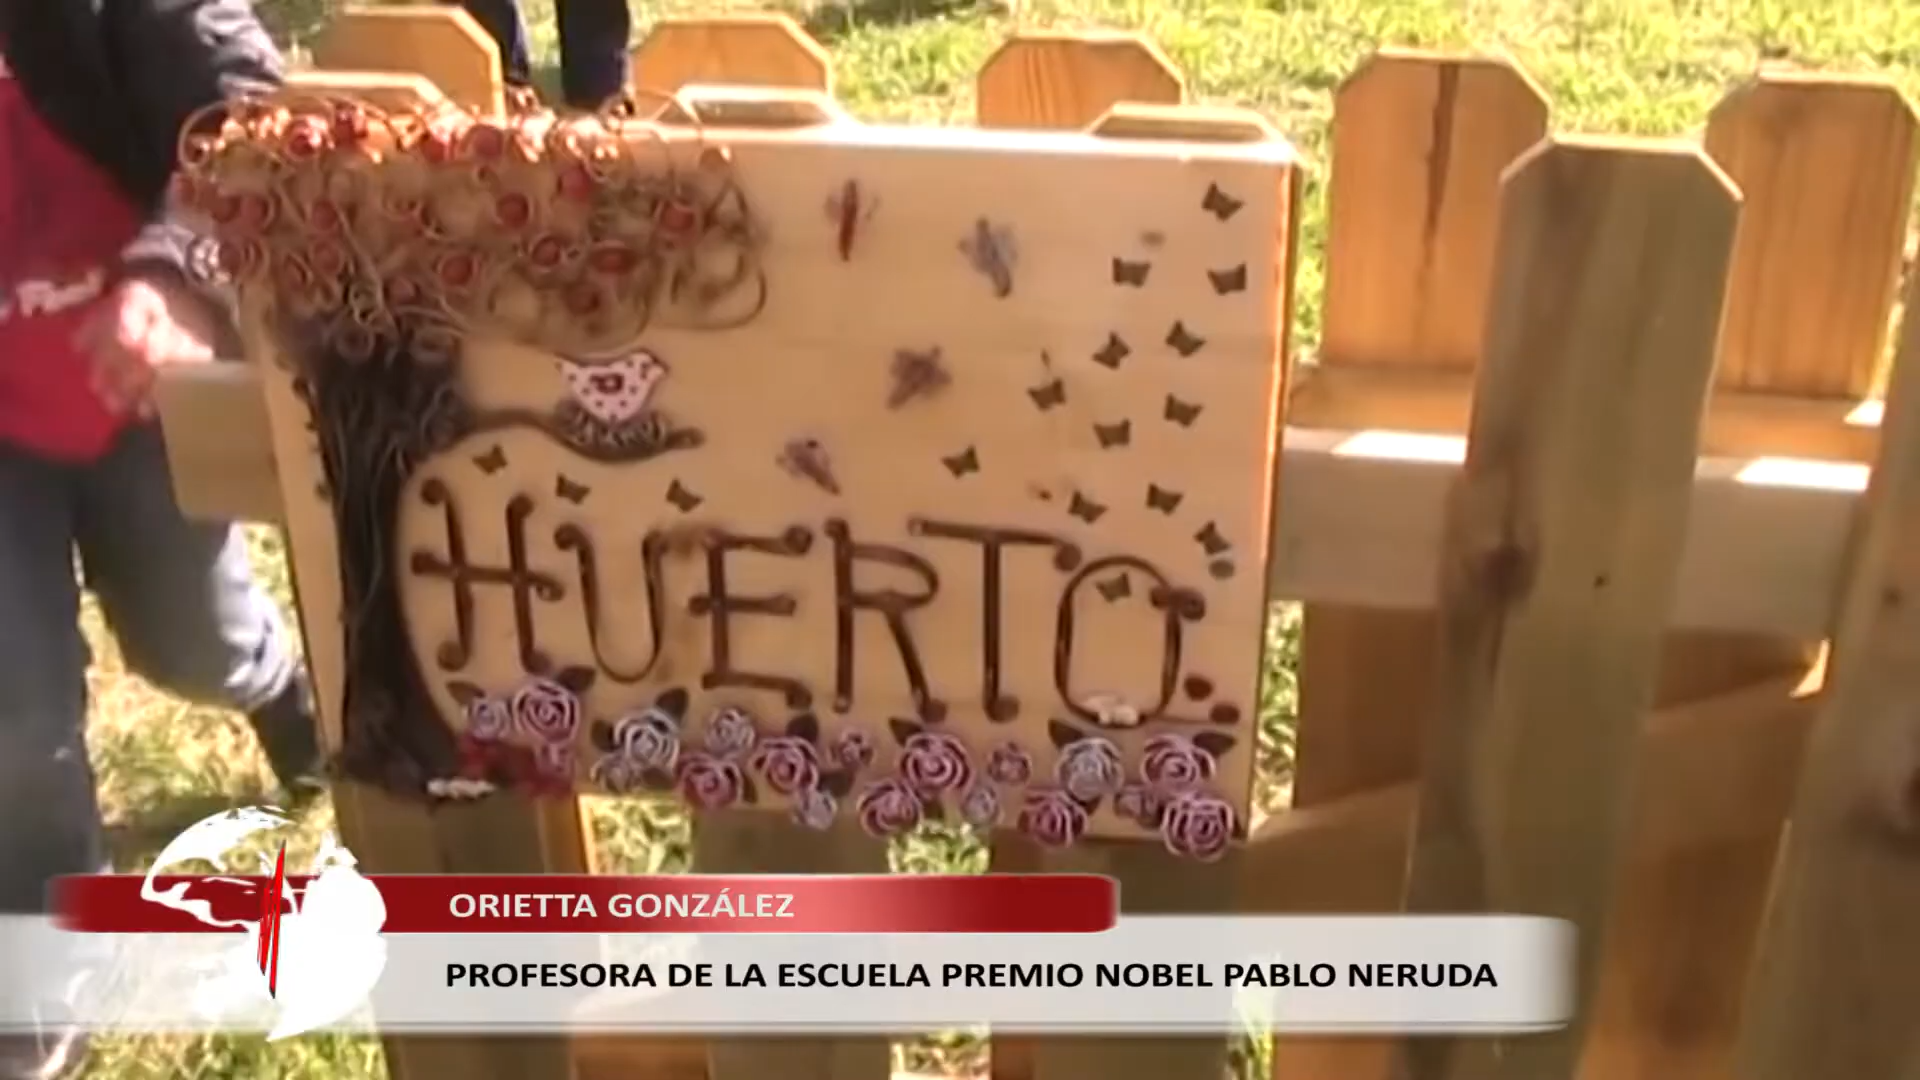 HUERTO
ORIETTA GONZÁLEZ
PROFESORA DE LA ESCUELA PREMIO NOBEL PABLO NERUDA